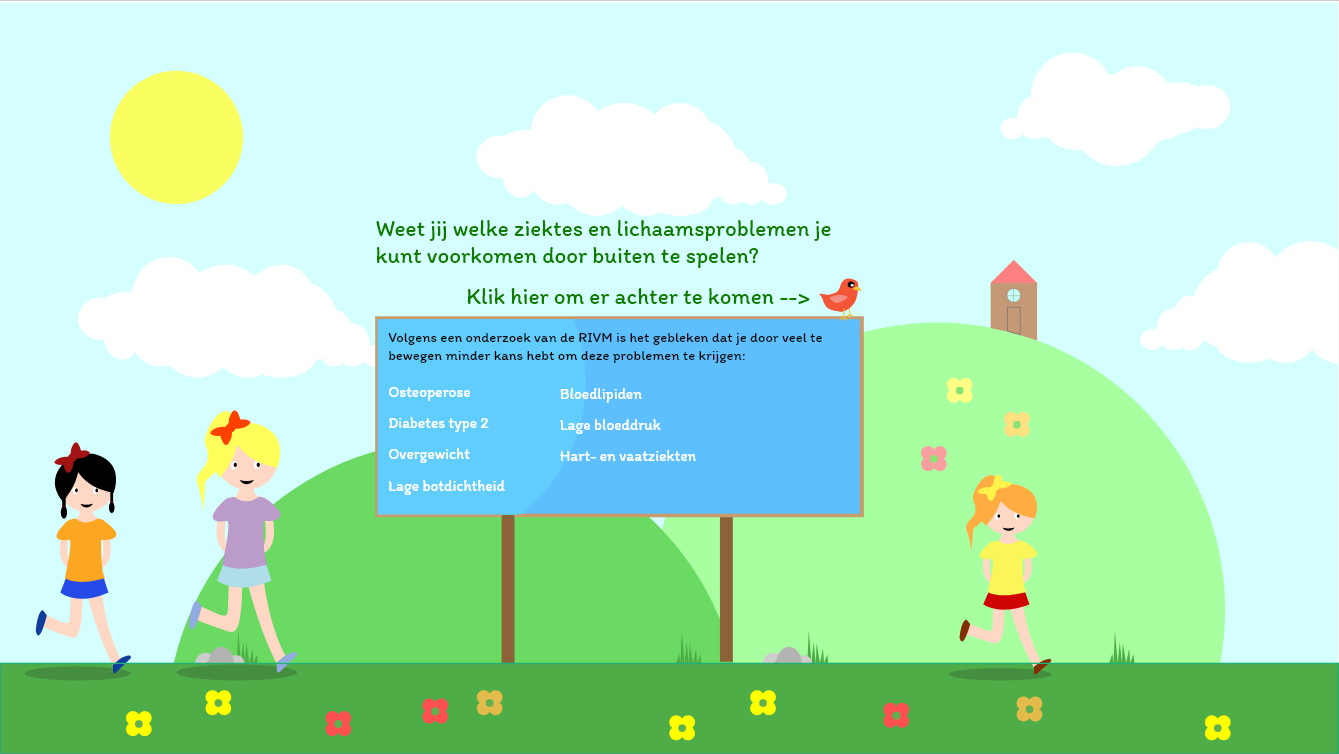 Weet jij welke ziektes en lichaamsproblemen je
kunt voorkomen door buiten te spelen?
Klik hier om er achter te komen -->
Volgens een onderzoek van de RIVM is het gebleken dat je door veel te
bewegen minder kans hebt om deze problemen te krijgen:
Osteoperose
Diabetes type 2
Overgewicht
Lage botdichtheid
Bloedlipiden
Lage bloeddruk
Hart- en vaatziekten